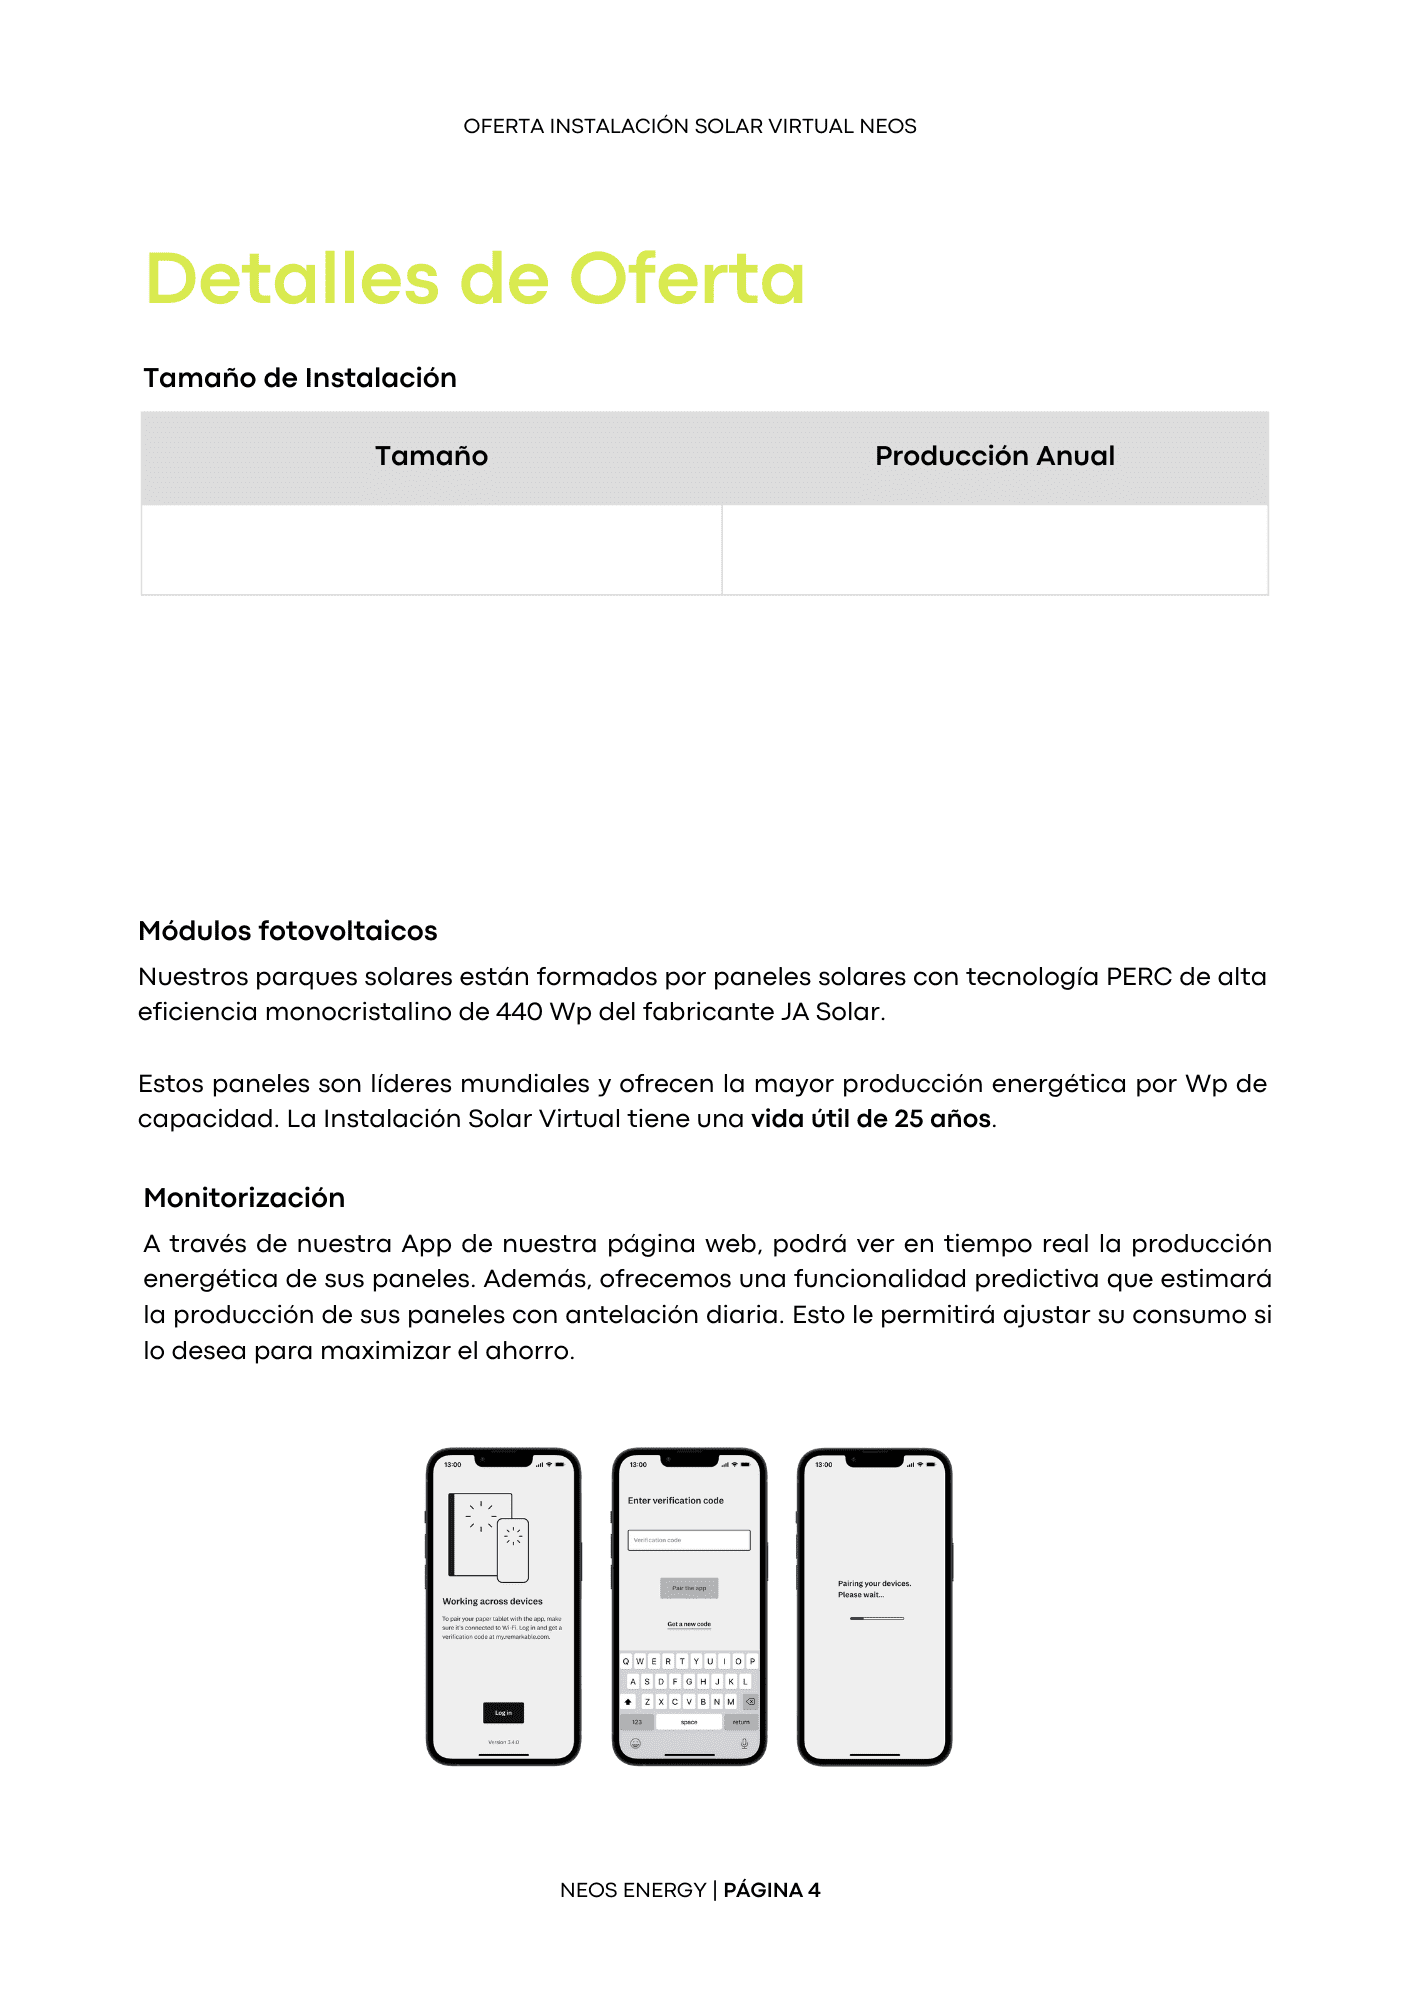 OFERTA INSTALACIÓN SOLAR VIRTUAL NEOS
Detalles de Oferta
Tamaño de Instalación
Tamaño
Producción Anual
Módulos fotovoltaicos
Nuestros parques solares están formados por paneles solares con tecnología PERC de alta
eficiencia monocristalino de 440 Wp del fabricante JA Solar.
Estos paneles son líderes mundiales y ofrecen la mayor producción energética por Wp de
capacidad. La Instalación Solar Virtual tiene una vida útil de 25 años.
Monitorización
A través de nuestra App de nuestra página web, podrá ver en tiempo real la producción
energética de sus paneles. Además, ofrecemos una funcionalidad predictiva que estimará
la producción de sus paneles con antelación diaria. Esto le permitirá ajustar su consumo si
lo desea para maximizar el ahorro.
13:00
Working across devices
To pair your paper tablet with the app, make
sure it's connected to Wi-Fi. Log in and get a
verification code at my.remarkable.com.
Log in
Version 3.4.0
13:00
Enter verification code
Verification code
Pair the app
Get a new code
Q W E R T Y U I O P
A S D F G H J K L
Z X C V B N M
123 space return
13:00
Pairing your devices.
Please wait...
NEOS ENERGY | PÁGINA 4